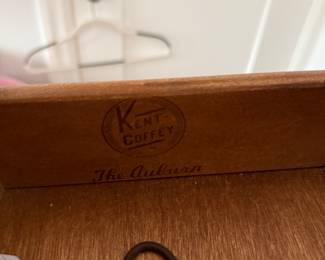 KENT
COFFEY
The Auburn